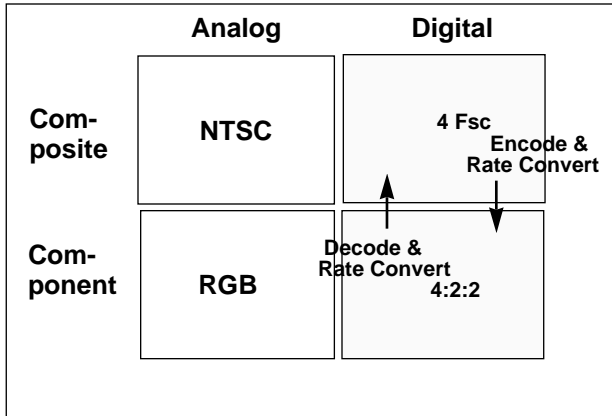 Analog Digital
Com-
posite
NTSC
4 Fsc
Encode &
Rate Convert
Decode &
Rate Convert
Com-
ponent
RGB
4:2:2